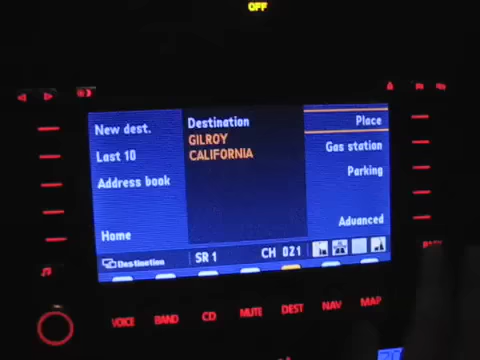 OFF
New dest.
Last 10
Address book
Home
Destination
GILROY
CALIFORNIA
Place
Gas station
Parking
Advanced
Destination
SR 1
CH 021
VOICE
BAND
CD
MUTE
DEST
NAV
MAP